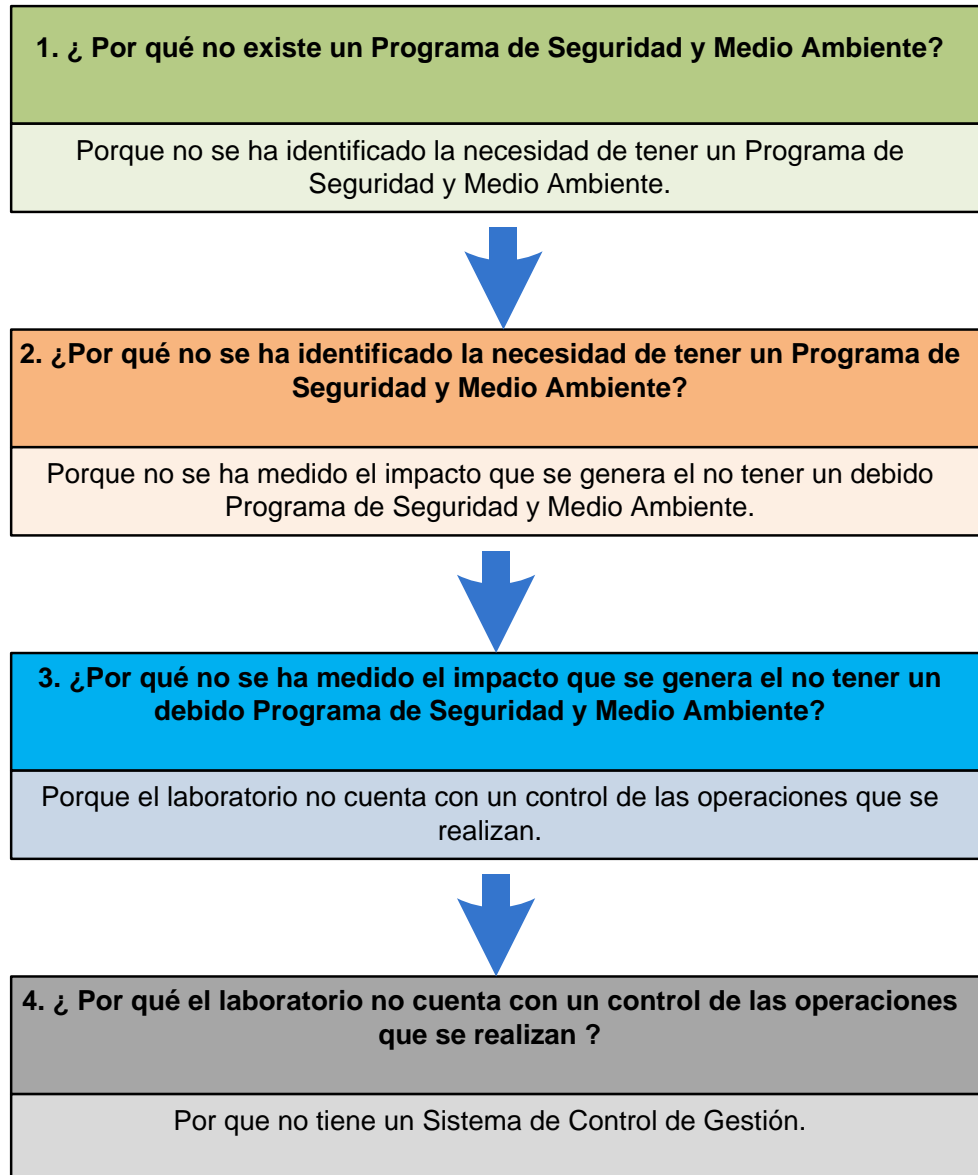 1. ¿ Por qué no existe un Programa de Seguridad y Medio Ambiente?
Porque no se ha identificado la necesidad de tener un Programa de
Seguridad y Medio Ambiente.
2. ¿Por qué no se ha identificado la necesidad de tener un Programa de
Seguridad y Medio Ambiente?
Porque no se ha medido el impacto que se genera el no tener un debido
Programa de Seguridad y Medio Ambiente.
3. ¿Por qué no se ha medido el impacto que se genera el no tener un
debido Programa de Seguridad y Medio Ambiente?
Porque el laboratorio no cuenta con un control de las operaciones que se
realizan.
4. ¿ Por qué el laboratorio no cuenta con un control de las operaciones
que se realizan ?
Por que no tiene un Sistema de Control de Gestión.